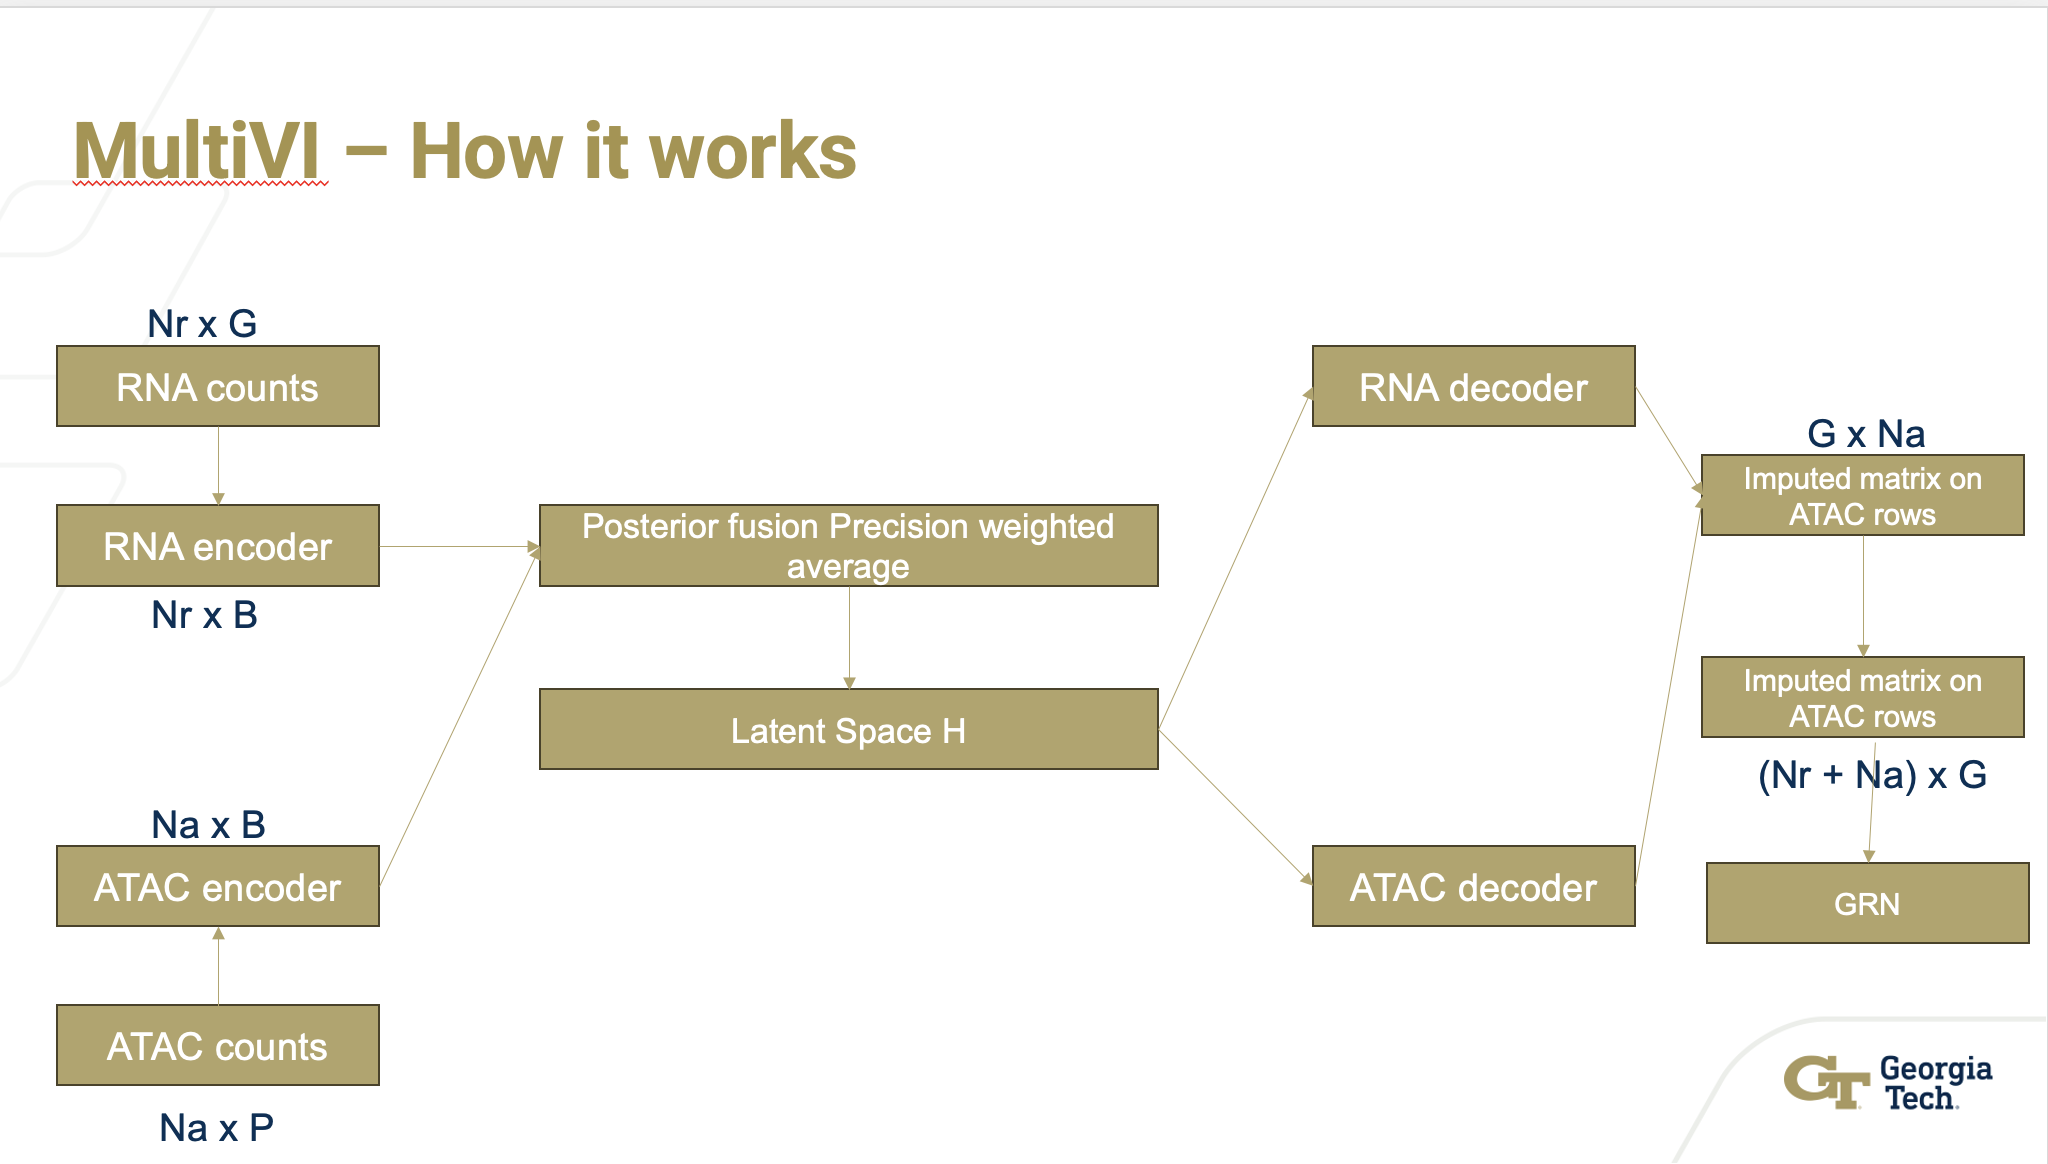 MultiVI – How it works
Nr x G
RNA counts
RNA encoder
Nr x B
Na x B
ATAC encoder
ATAC counts
Na x P
Posterior fusion Precision weighted
average
Latent Space H
RNA decoder
ATAC decoder
G x Na
Imputed matrix on
ATAC rows
Imputed matrix on
ATAC rows
(Nr + Na) x G
GRN
GT Georgia
Tech.